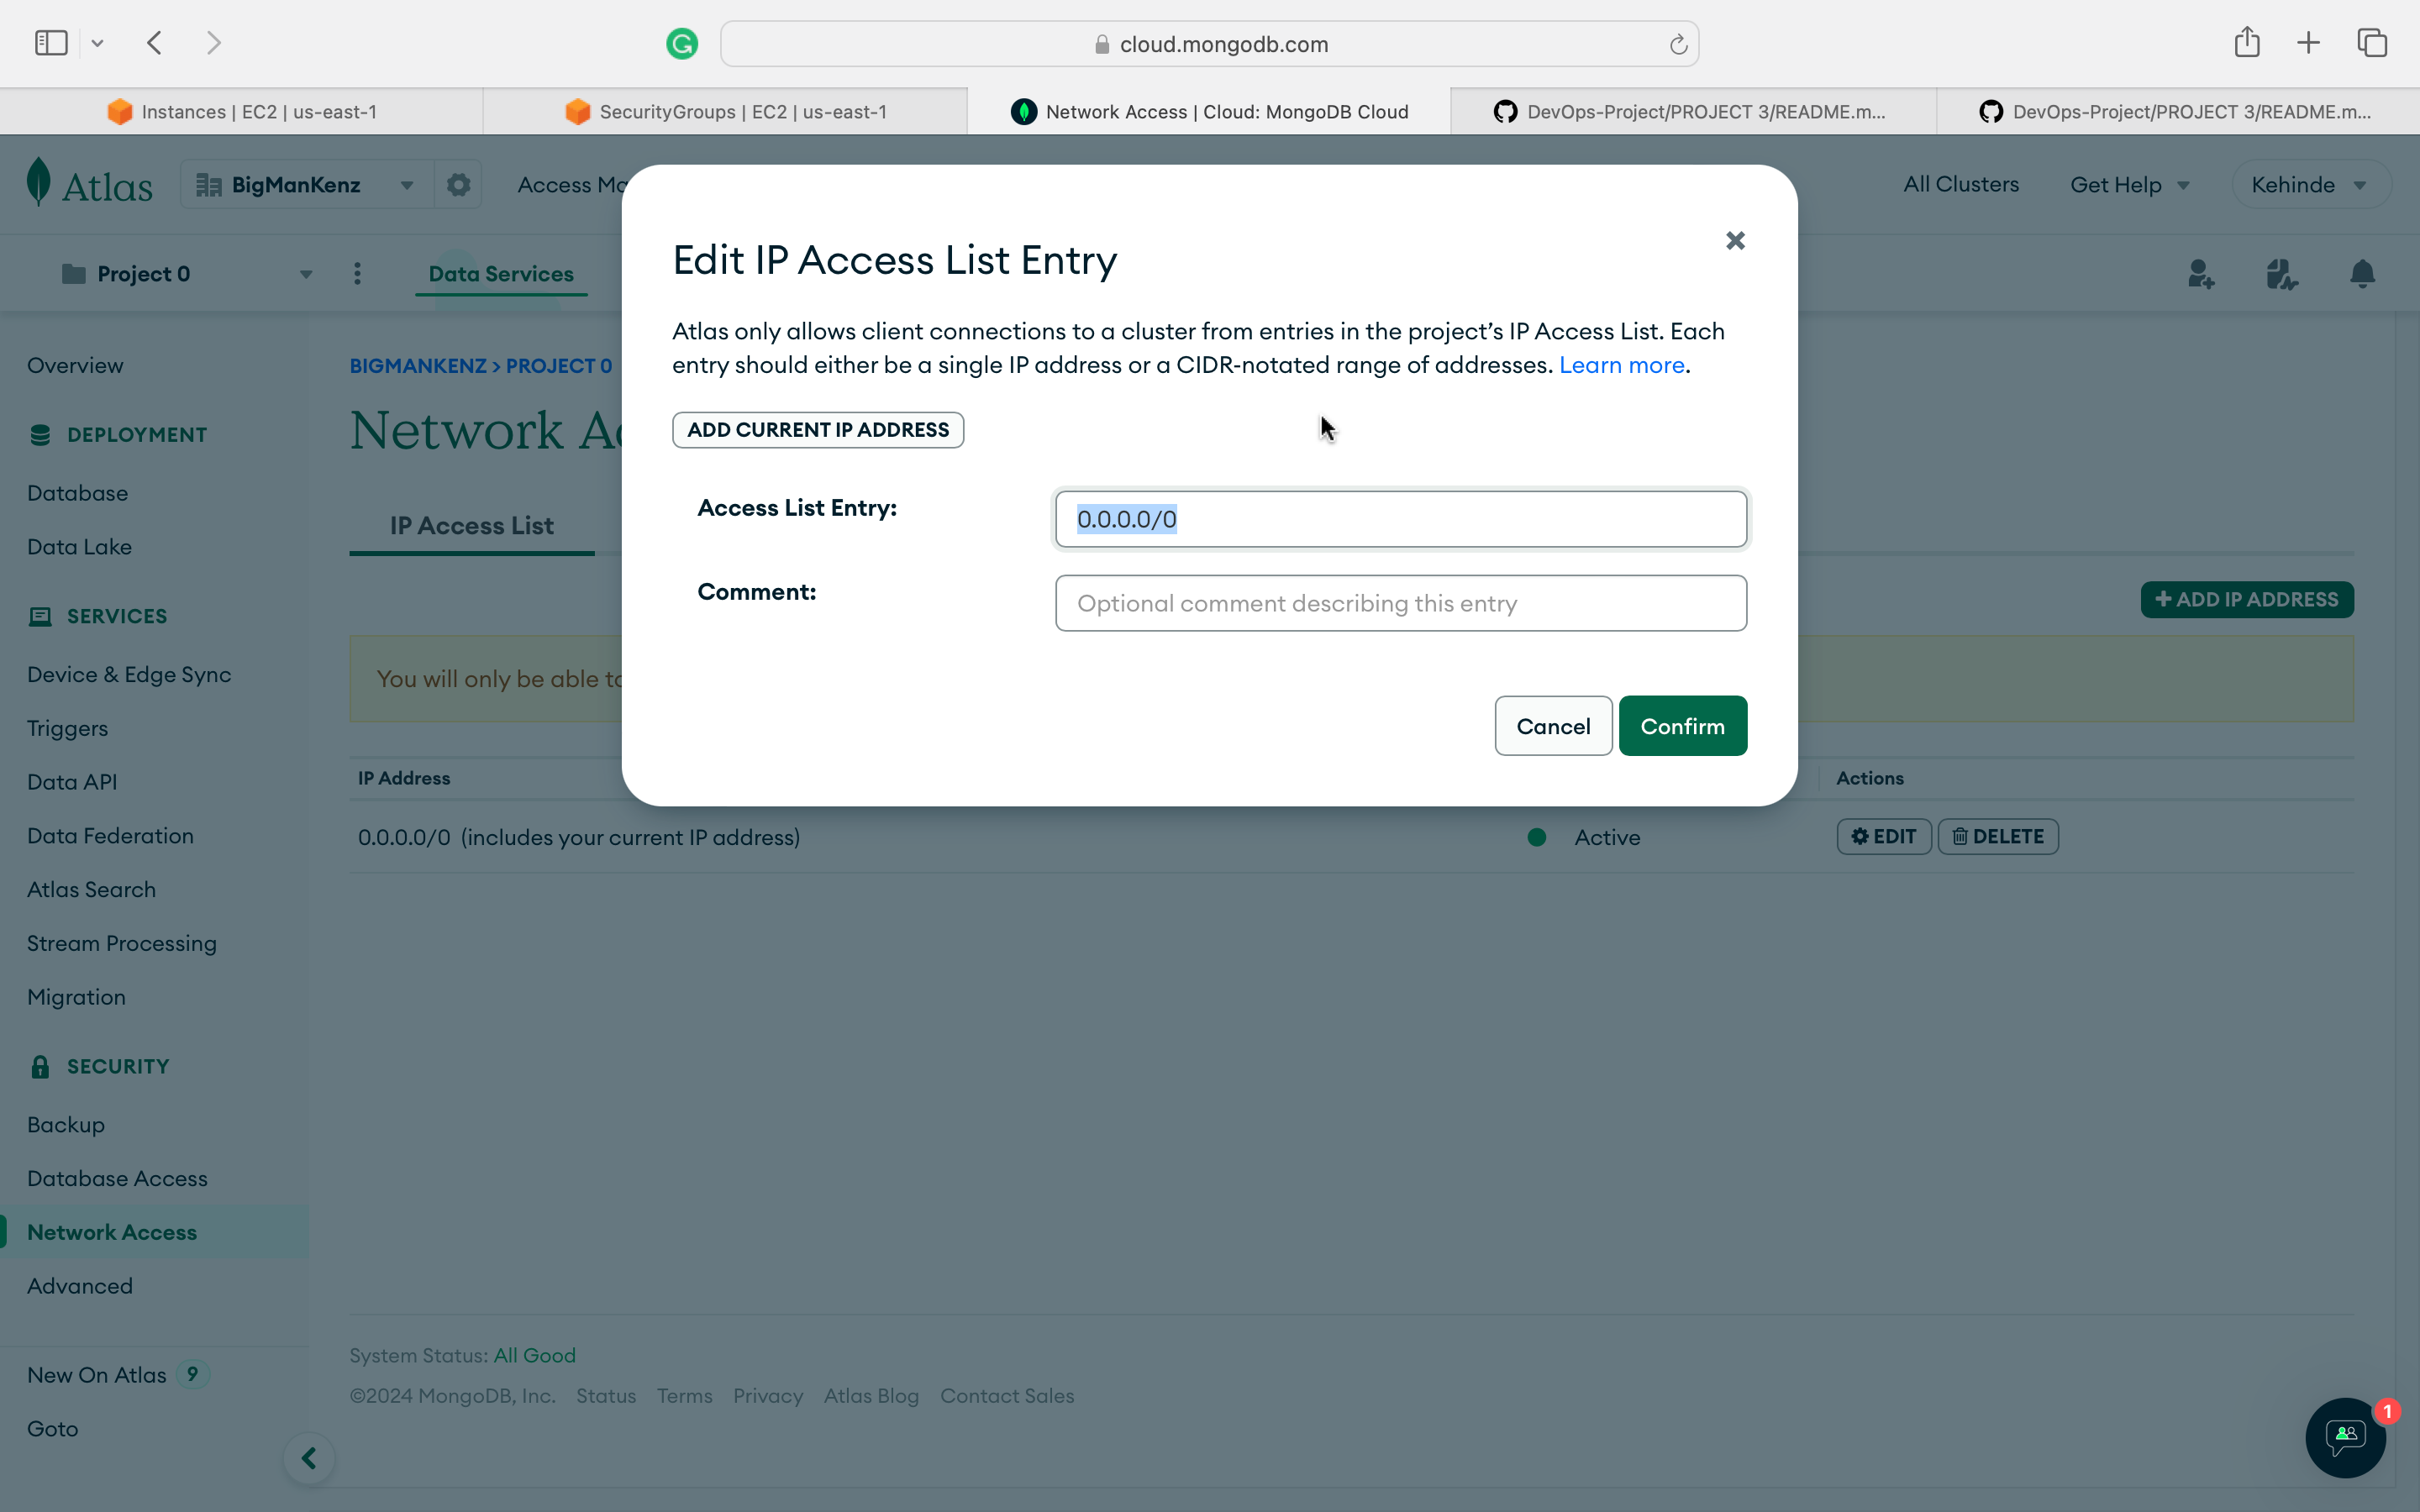 cloud.mongodb.com
Instances | EC2 | us-east-1
SecurityGroups | EC2 | us-east-1
Network Access | Cloud: MongoDB Cloud
DevOps-Project/PROJECT 3/README.m...
DevOps-Project/PROJECT 3/README.m...
Atlas
BigManKenz
Access Ma
All Clusters
Get Help
Kehinde
Project 0
Data Services
Overview
DEPLOYMENT
Database
Data Lake
SERVICES
Device & Edge Sync
Triggers
Data API
Data Federation
Atlas Search
Stream Processing
Migration
SECURITY
Backup
Database Access
Network Access
Advanced
New On Atlas 9
Goto
BIGMANKENZ > PROJECT 0
Network Ac
IP Access List
+ ADD IP ADDRESS
You will only be able to
Edit IP Access List Entry
Atlas only allows client connections to a cluster from entries in the project’s IP Access List. Each
entry should either be a single IP address or a CIDR-notated range of addresses. Learn more.
ADD CURRENT IP ADDRESS
Access List Entry:
0.0.0.0/0
Comment:
Optional comment describing this entry
Cancel
Confirm
IP Address
Actions
0.0.0.0/0 (includes your current IP address)
Active
EDIT
DELETE
System Status: All Good
©2024 MongoDB, Inc. Status Terms Privacy Atlas Blog Contact Sales
1